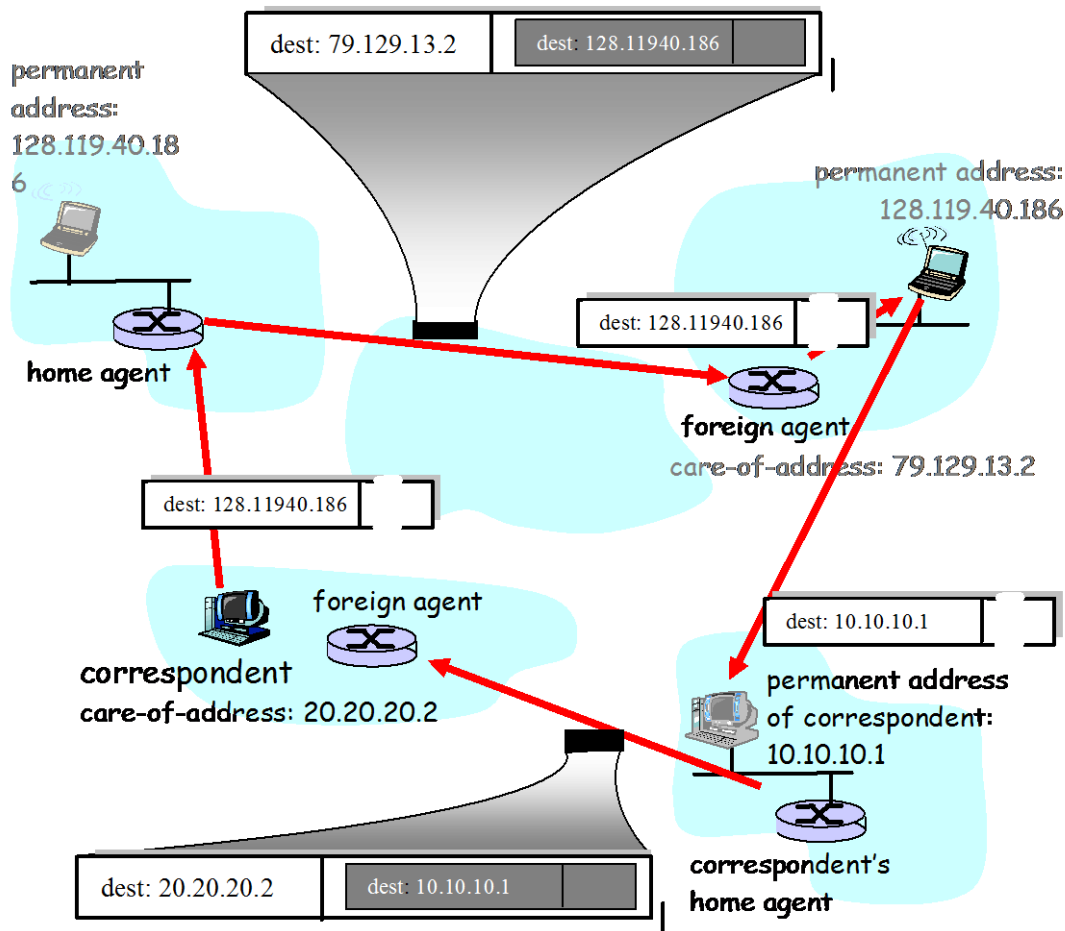 dest: 79.129.13.2
dest: 128.11940.186
permanent
address:
128.119.40.18
6
permanent address:
128.119.40.186
dest: 128.11940.186
home agent
foreign agent
care-of-address: 79.129.13.2
dest: 128.11940.186
foreign agent
correspondent
care-of-address: 20.20.20.2
dest: 10.10.10.1
permanent address
of correspondent:
10.10.10.1
dest: 20.20.20.2
dest: 10.10.10.1
correspondent's
home agent